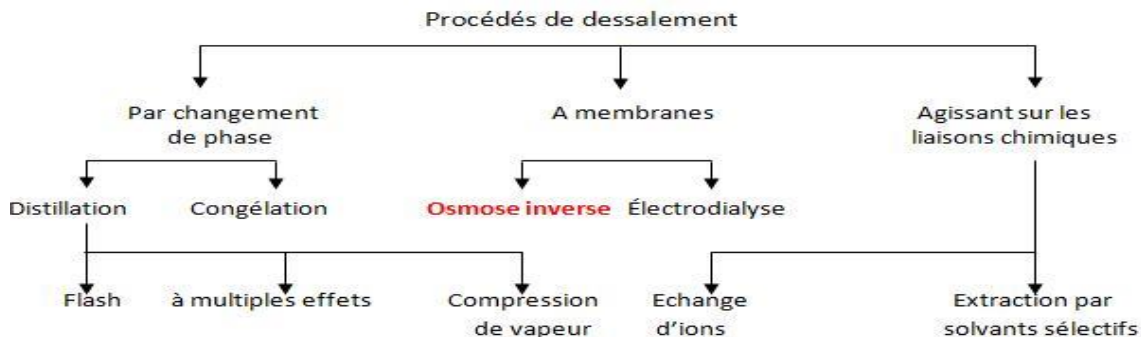 Procédés de dessalement
Par changement
de phase
A membranes
Agissant sur les
liaisons chimiques
Distillation
Congélation
Osmose inverse
Électrodialyse
Flash
à multiples effets
Compression
de vapeur
Echange
d’ions
Extraction par
solvants sélectifs